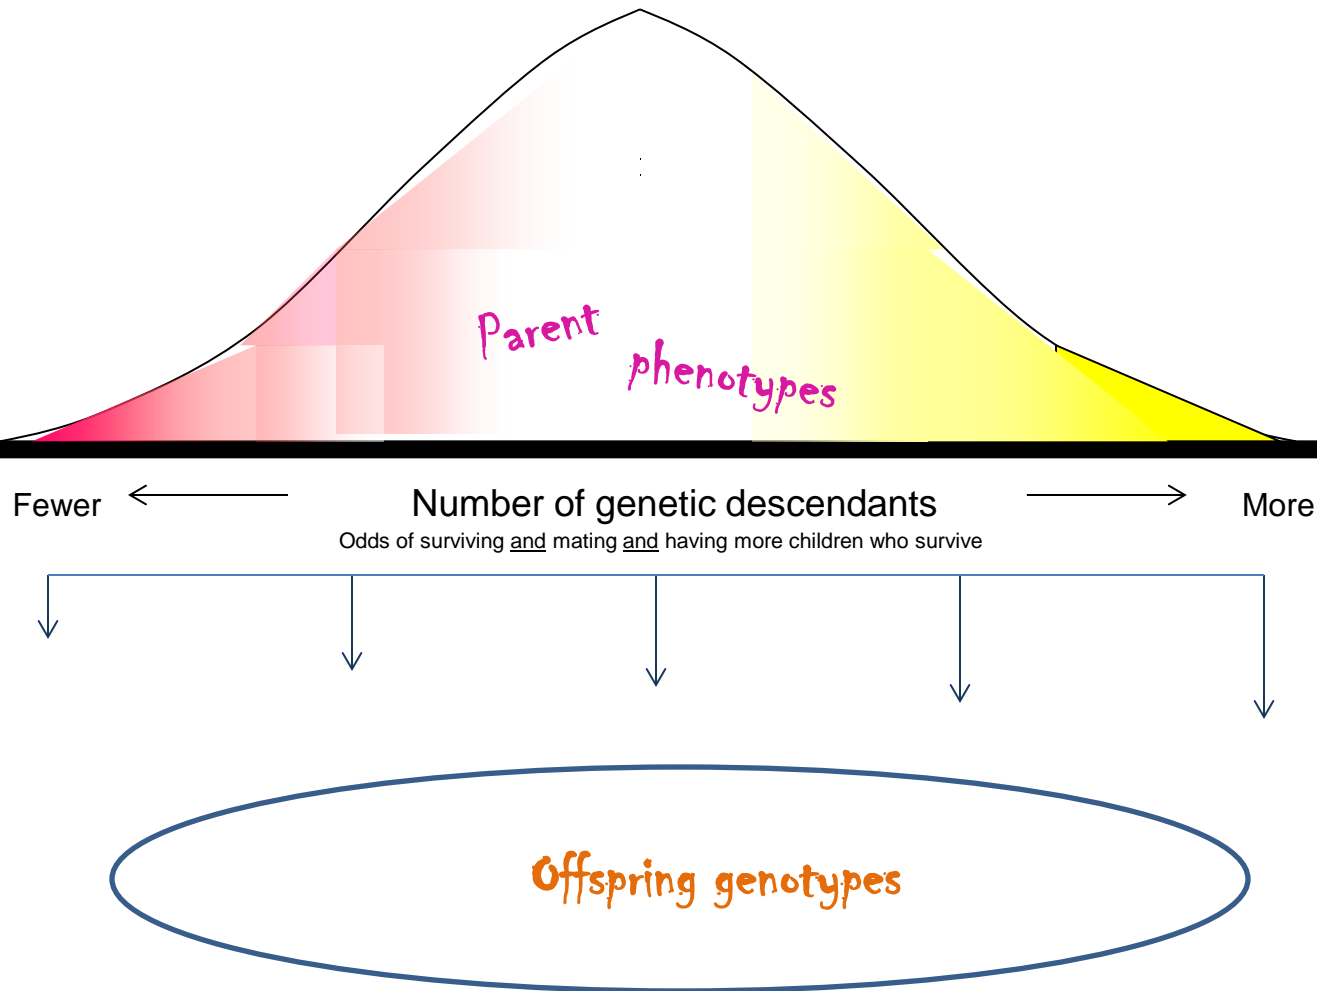 Parent
phenotypes
Fewer Number of genetic descendants More
Odds of surviving and mating and having more children who survive
Offspring genotypes